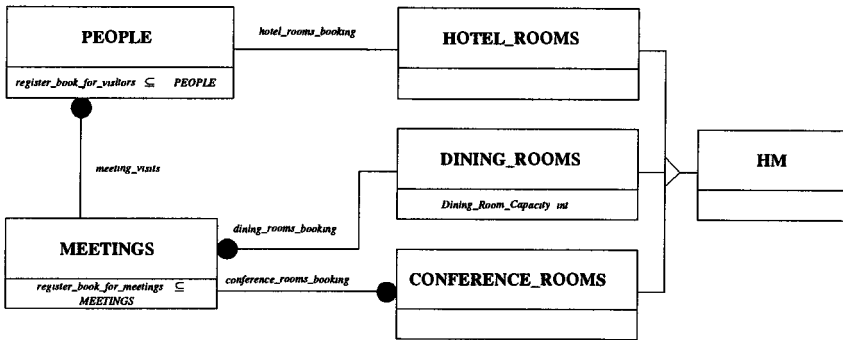 PEOPLE
register_book_for_visitors ⊆ PEOPLE
hotel_rooms_booking
HOTEL_ROOMS
meeting_visits
DINING_ROOMS
Dining_Room_Capacity int
HM
MEETINGS
register_book_for_meetings ⊆
MEETINGS
dining_rooms_booking
conference_rooms_booking
CONFERENCE_ROOMS